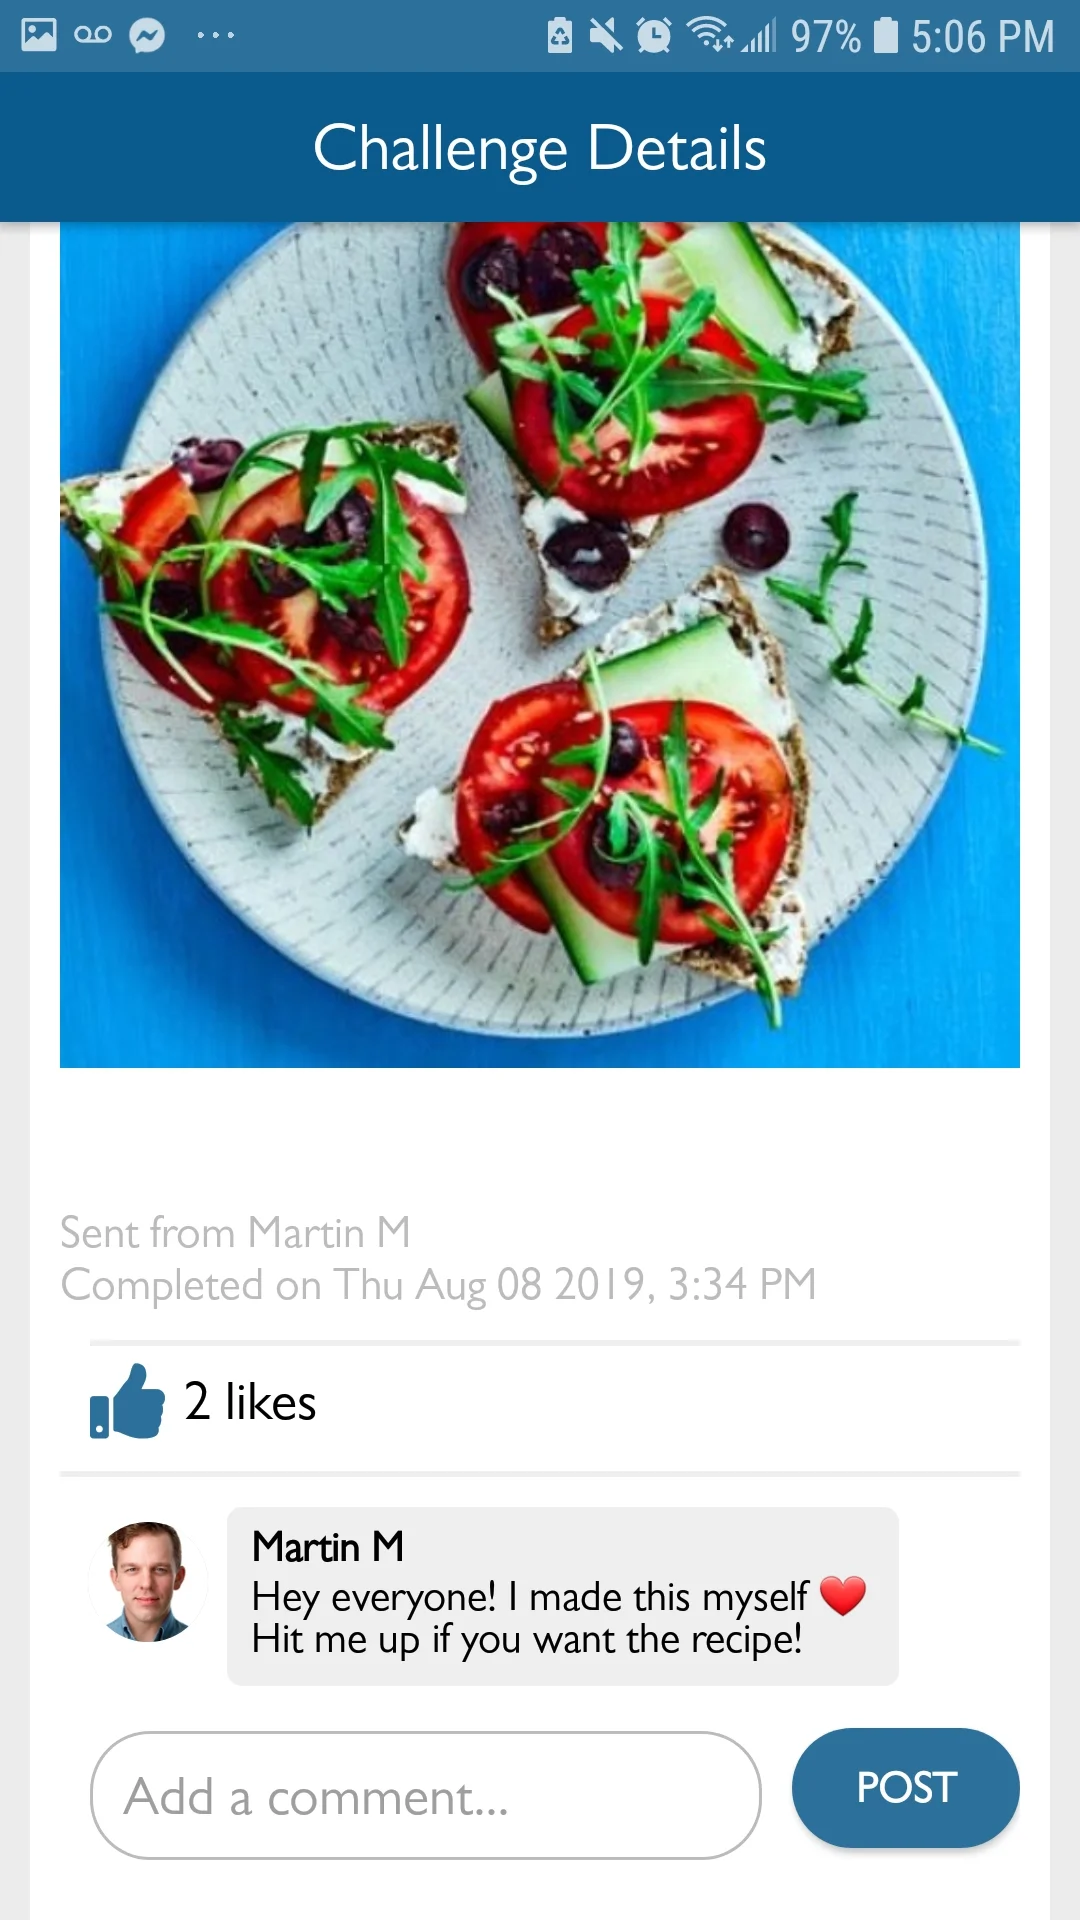 97% 5:06 PM
Challenge Details
Sent from Martin M
Completed on Thu Aug 08 2019, 3:34 PM
2 likes
Martin M
Hey everyone! I made this myself ❤️
Hit me up if you want the recipe!
Add a comment...
POST